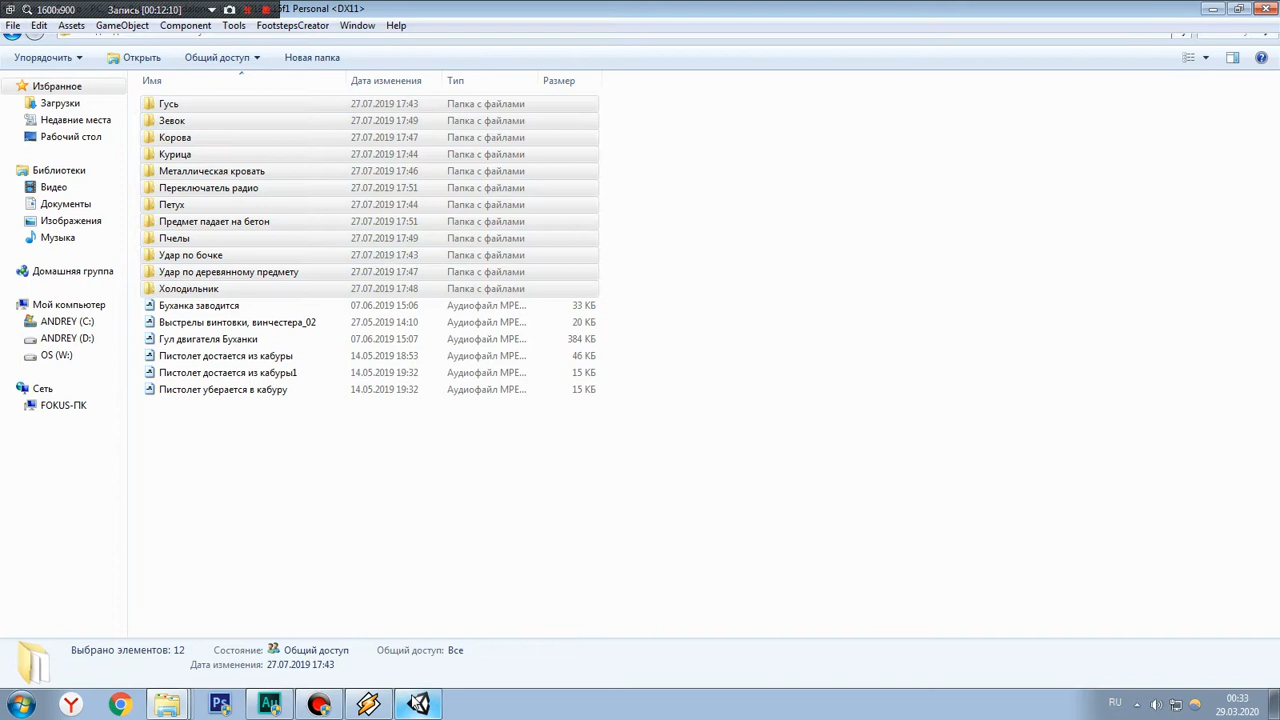 1600x900 Запись [00:12:10] 5f1 Personal <DX11>
File Edit Assets GameObject Component Tools FootstepsCreator Window Help
Упорядочить Открыть Общий доступ Новая папка
Имя Дата изменения Тип Размер
Избранное
Загрузки
Недавние места
Рабочий стол
Библиотеки
Видео
Документы
Изображения
Музыка
Домашняя группа
Мой компьютер
ANDREY (C:)
ANDREY (D:)
OS (W:)
Сеть
FOKUS-ПК
Гусь 27.07.2019 17:43 Папка с файлами
Зевок 27.07.2019 17:49 Папка с файлами
Корова 27.07.2019 17:47 Папка с файлами
Курица 27.07.2019 17:44 Папка с файлами
Металлическая кровать 27.07.2019 17:46 Папка с файлами
Переключатель радио 27.07.2019 17:51 Папка с файлами
Петух 27.07.2019 17:44 Папка с файлами
Предмет падает на бетон 27.07.2019 17:51 Папка с файлами
Пчелы 27.07.2019 17:49 Папка с файлами
Удар по бочке 27.07.2019 17:43 Папка с файлами
Удар по деревянному предмету 27.07.2019 17:47 Папка с файлами
Холодильник 27.07.2019 17:48 Папка с файлами
Буханка заводится 07.06.2019 15:06 Аудиофайл MPE... 33 КБ
Выстрелы винтовки, винчестера_02 27.05.2019 14:10 Аудиофайл MPE... 20 КБ
Гул двигателя Буханки 07.06.2019 15:07 Аудиофайл MPE... 384 КБ
Пистолет достается из кабуры 14.05.2019 18:53 Аудиофайл MPE... 46 КБ
Пистолет достается из кабуры1 14.05.2019 19:32 Аудиофайл MPE... 15 КБ
Пистолет уберается в кабуру 14.05.2019 19:32 Аудиофайл MPE... 15 КБ
Выбрано элементов: 12 Состояние: Общий доступ Общий доступ: Все
Дата изменения: 27.07.2019 17:43
Ps Au RU 00:33
29.03.2020